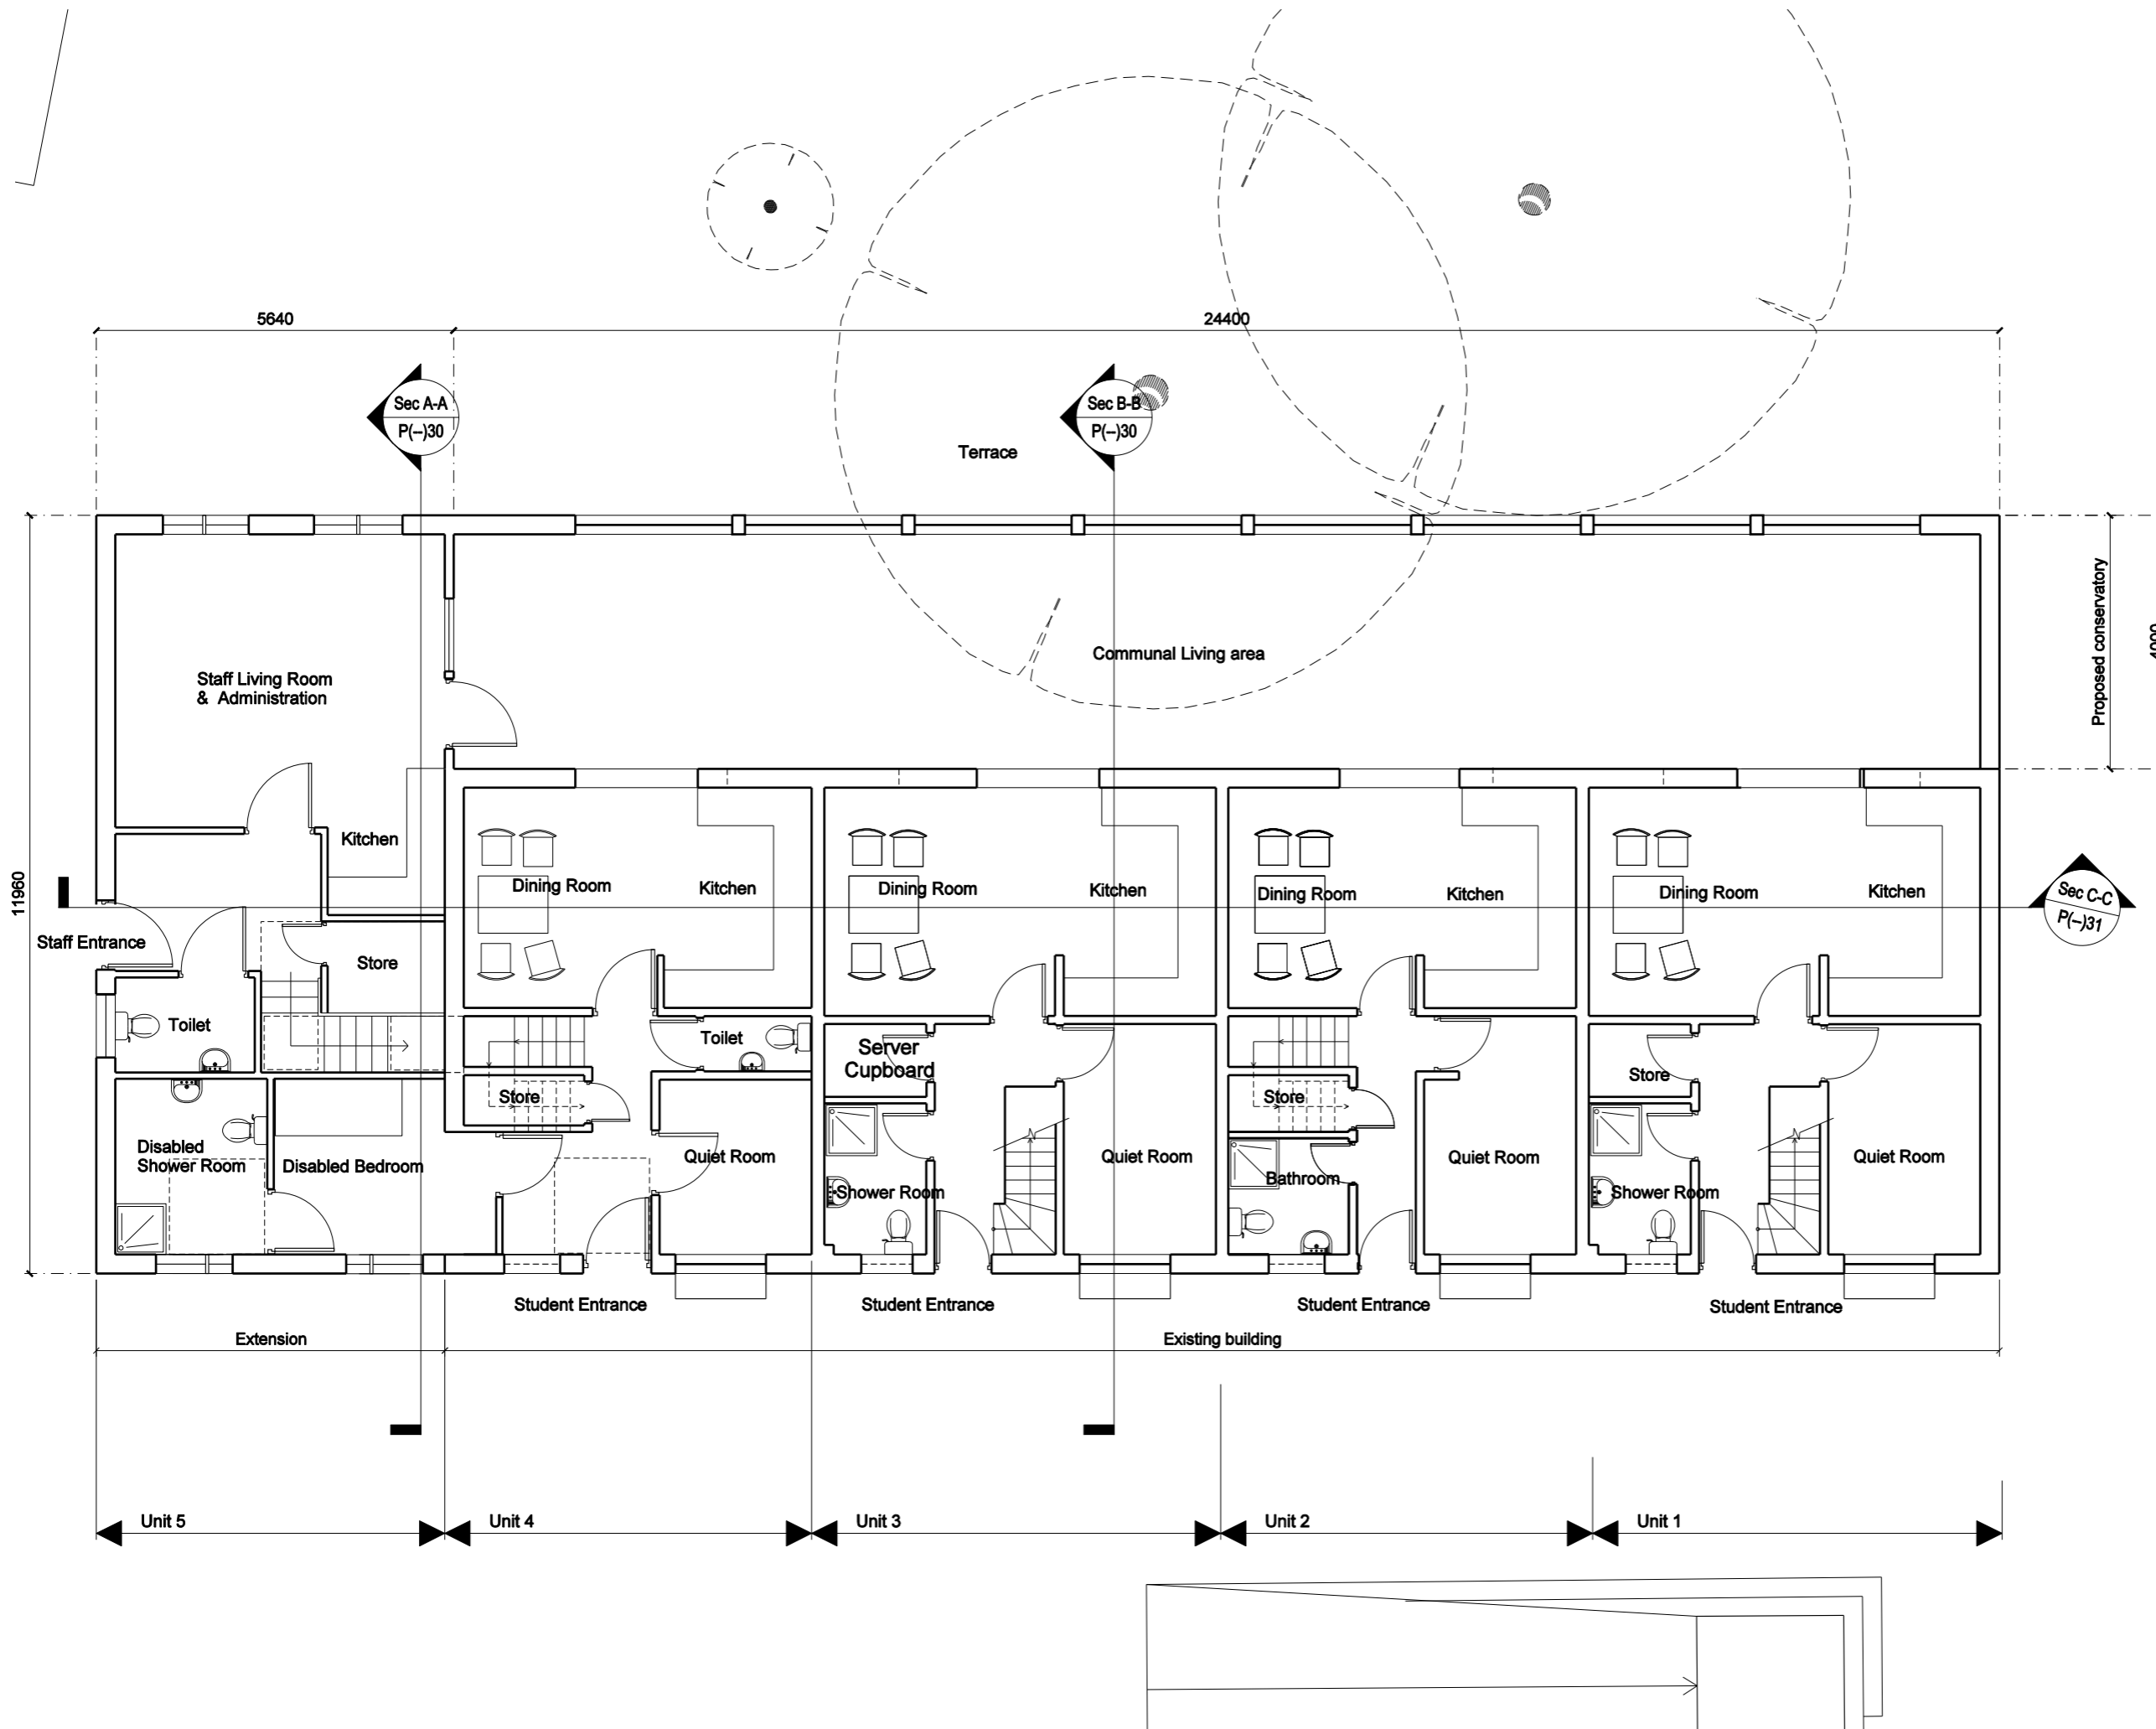 5640
24400
Sec A-A
P(--)30
Sec B-B
P(--)30
Terrace
Proposed conservatory
4000
Communal Living area
Staff Living Room
& Administration
11960
Kitchen
Dining Room
Kitchen
Dining Room
Kitchen
Dining Room
Kitchen
Dining Room
Kitchen
Sec C-C
P(--)31
Staff Entrance
Store
Toilet
Toilet
Server
Cupboard
Store
Store
Store
Disabled
Shower Room
Disabled Bedroom
Quiet Room
Quiet Room
Quiet Room
Quiet Room
Shower Room
Bathroom
Shower Room
Student Entrance
Student Entrance
Student Entrance
Student Entrance
Extension
Existing building
Unit 5
Unit 4
Unit 3
Unit 2
Unit 1